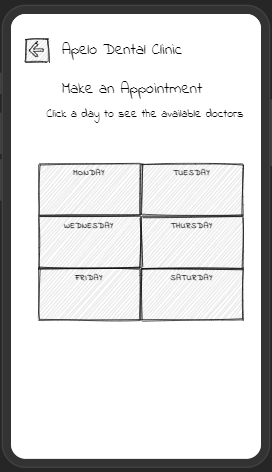 Apelo Dental Clinic
Make an Appointment
Click a day to see the available doctors
MONDAY
TUESDAY
WEDNESDAY
THURSDAY
FRIDAY
SATURDAY